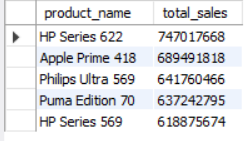 product_name total_sales
HP Series 622 747017668
Apple Prime 418 689491818
Philips Ultra 569 641760466
Puma Edition 70 637242795
HP Series 569 618875674